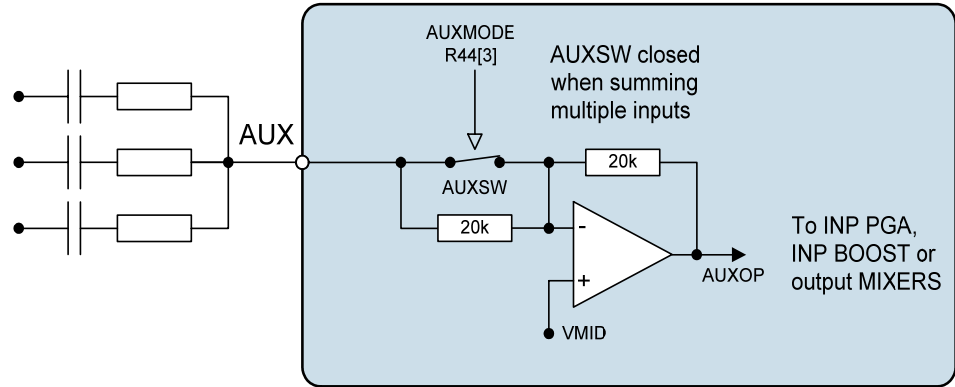 AUXMODE
R44[3]
AUXSW closed
when summing
multiple inputs
AUX
20k
AUXSW
20k
-
+
To INP PGA,
INP BOOST or
output MIXERS
AUXOP
VMID